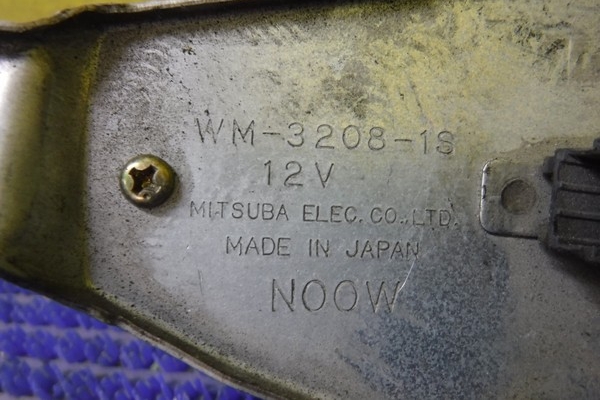 WM-3208-1S
12V
MITSUBA ELEC. CO., LTD.
MADE IN JAPAN
NOOW